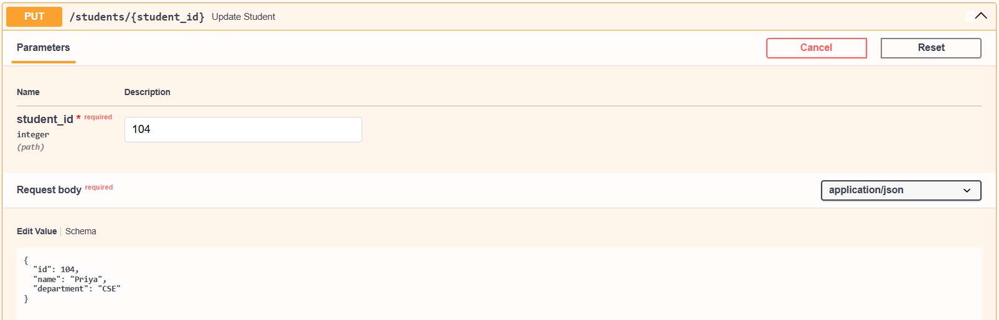 PUT /students/{student_id} Update Student
Parameters
Cancel
Reset
Name Description
student_id * required
integer
(path)
104
Request body required
application/json
Edit Value | Schema
{
  "id": 104,
  "name": "Priya",
  "department": "CSE"
}